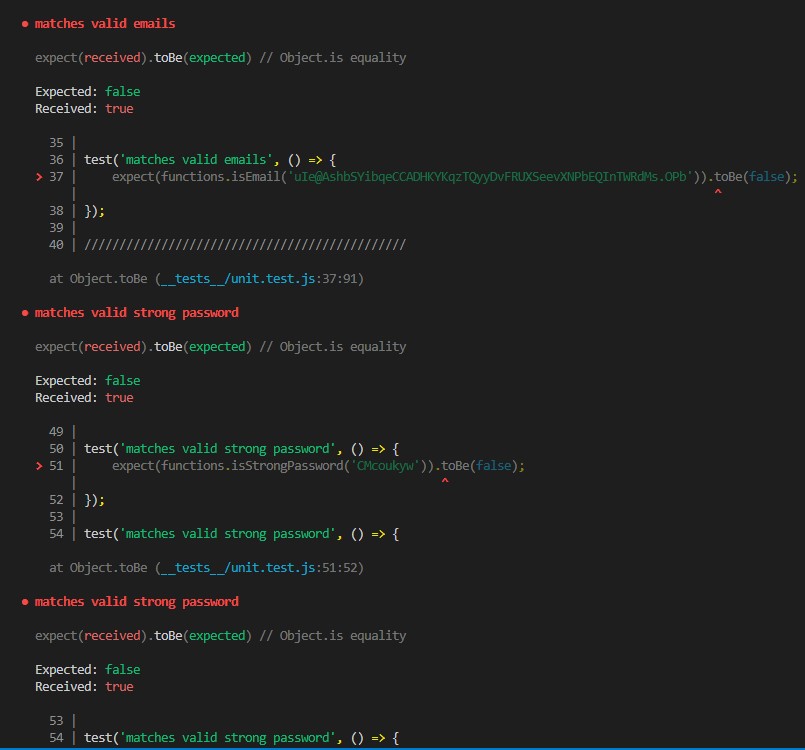 ● matches valid emails
expect(received).toBe(expected) // Object.is equality
Expected: false
Received: true
35 |
36 | test('matches valid emails', () => {
> 37 |     expect(functions.isEmail('uIe@AshbSYibqeCCADHKYKqzTQyyDvFRUXSeevXNPbEQInTWRdMs.OPb')).toBe(false);
|     ^
38 | });
39 |
40 | //////////////////////////////////////////////
at Object.toBe (__tests__/unit.test.js:37:91)
● matches valid strong password
expect(received).toBe(expected) // Object.is equality
Expected: false
Received: true
49 |
50 | test('matches valid strong password', () => {
> 51 |     expect(functions.isStrongPassword('CMcoukyw')).toBe(false);
|     ^
52 | });
53 |
54 | test('matches valid strong password', () => {
at Object.toBe (__tests__/unit.test.js:51:52)
● matches valid strong password
expect(received).toBe(expected) // Object.is equality
Expected: false
Received: true
53 |
54 | test('matches valid strong password', () => {